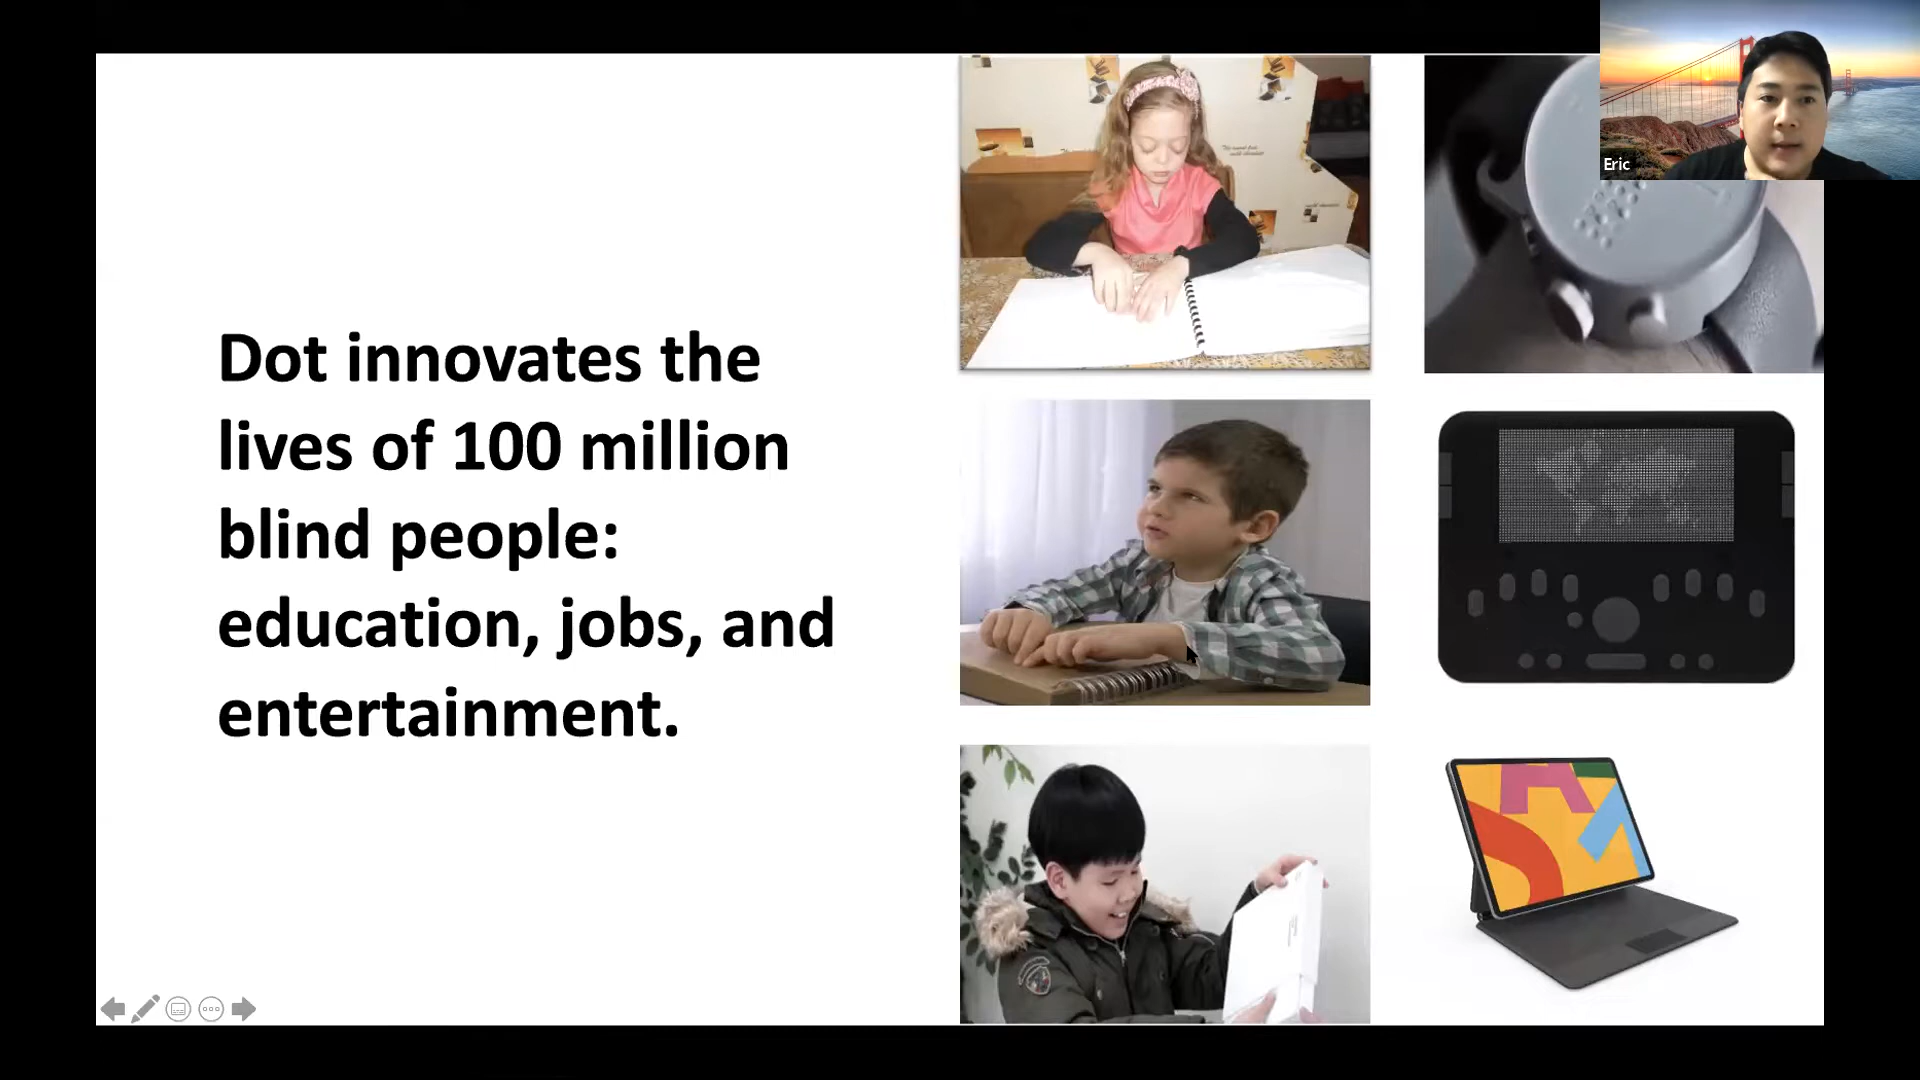 Dot innovates the
lives of 100 million
blind people:
education, jobs, and
entertainment.
Eric